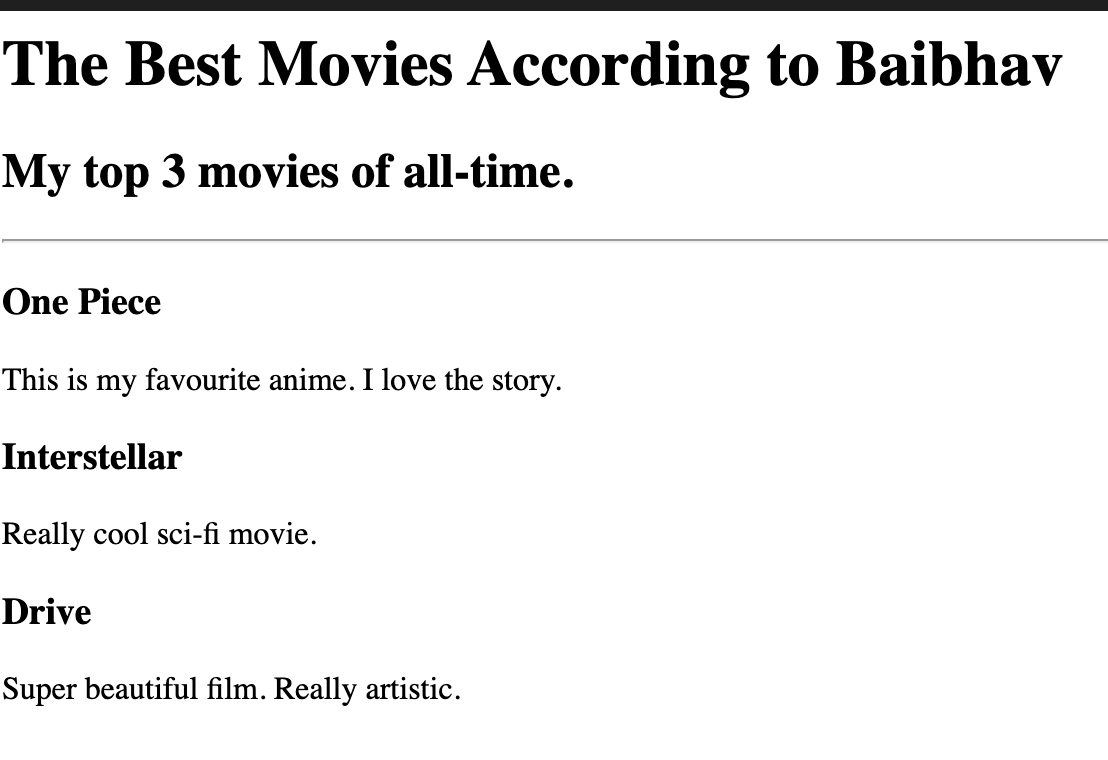 The Best Movies According to Baibhav
My top 3 movies of all-time.
One Piece
This is my favourite anime. I love the story.
Interstellar
Really cool sci-fi movie.
Drive
Super beautiful film. Really artistic.